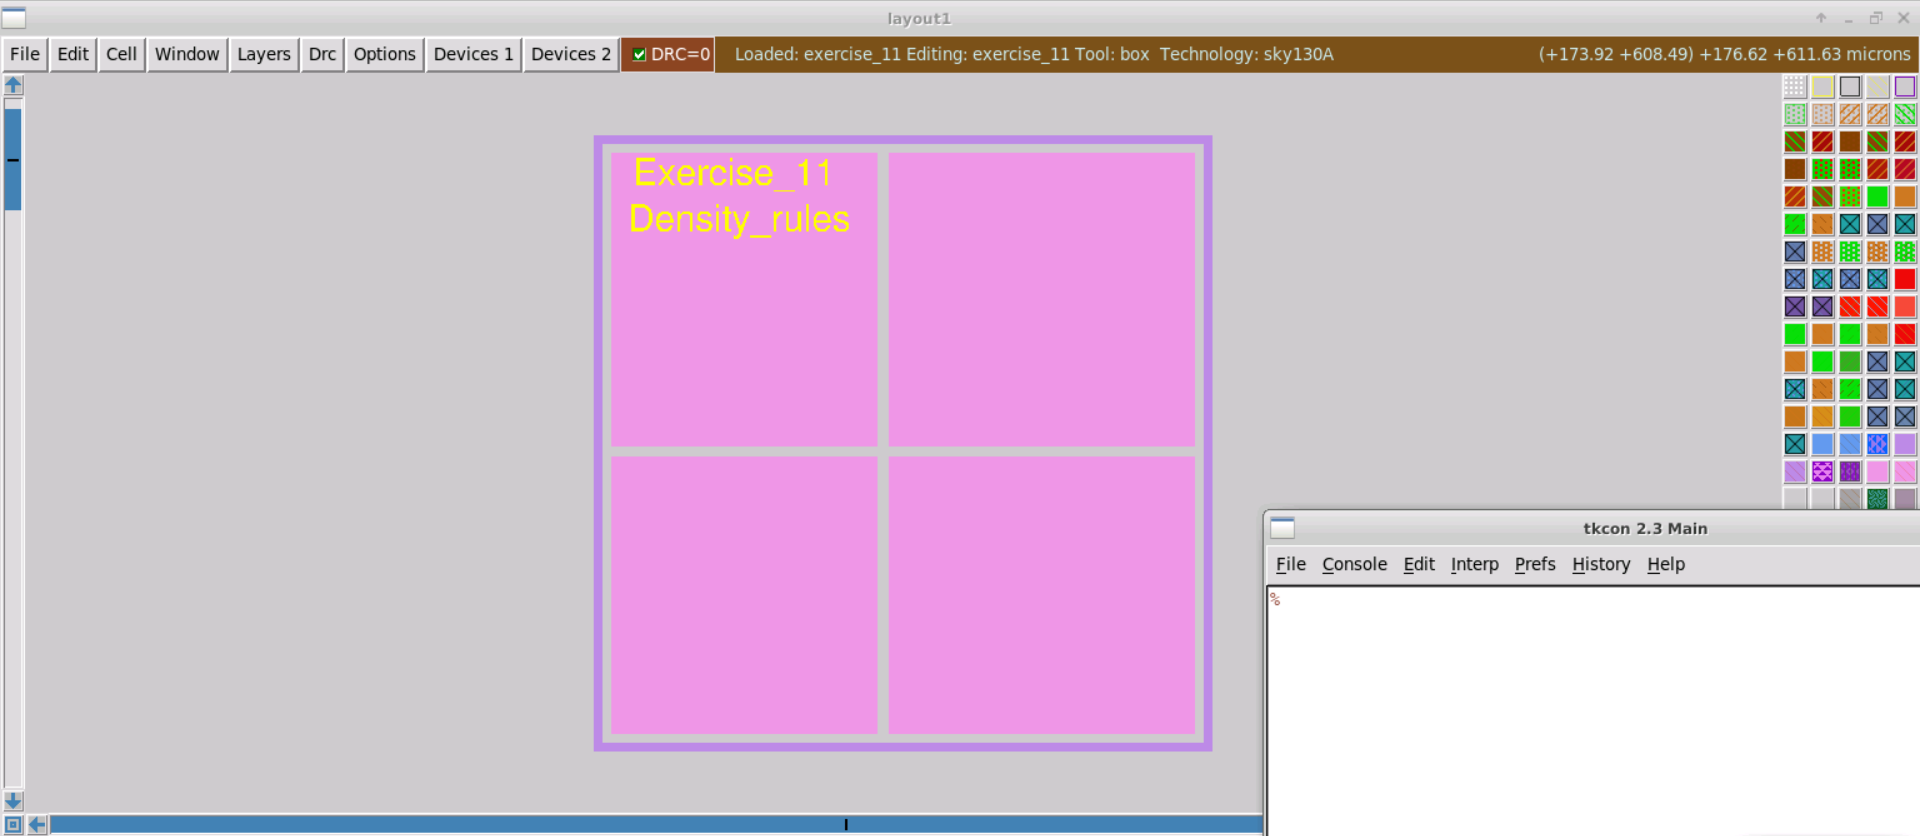 layout1
File Edit Cell Window Layers Drc Options Devices 1 Devices 2 DRC=0 Loaded: exercise_11 Editing: exercise_11 Tool: box Technology: sky130A (+173.92 +608.49) +176.62 +611.63 microns
Exercise_11
Density_rules
tkcon 2.3 Main
File Console Edit Interp Prefs History Help
%